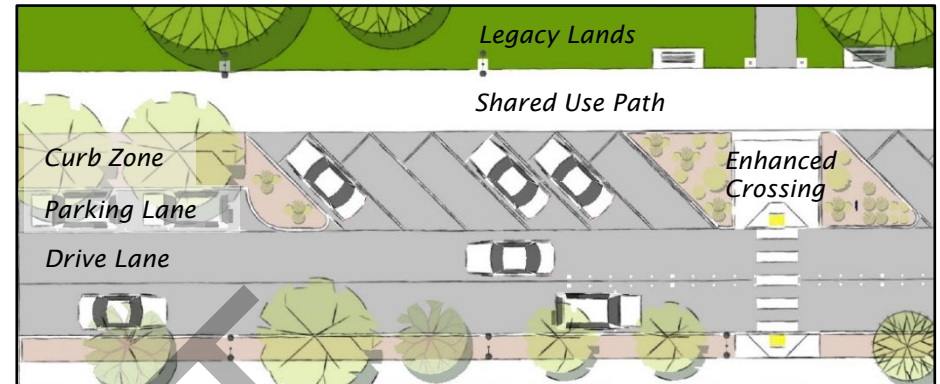 Legacy Lands
Shared Use Path
Curb Zone
Enhanced
Crossing
Parking Lane
Drive Lane